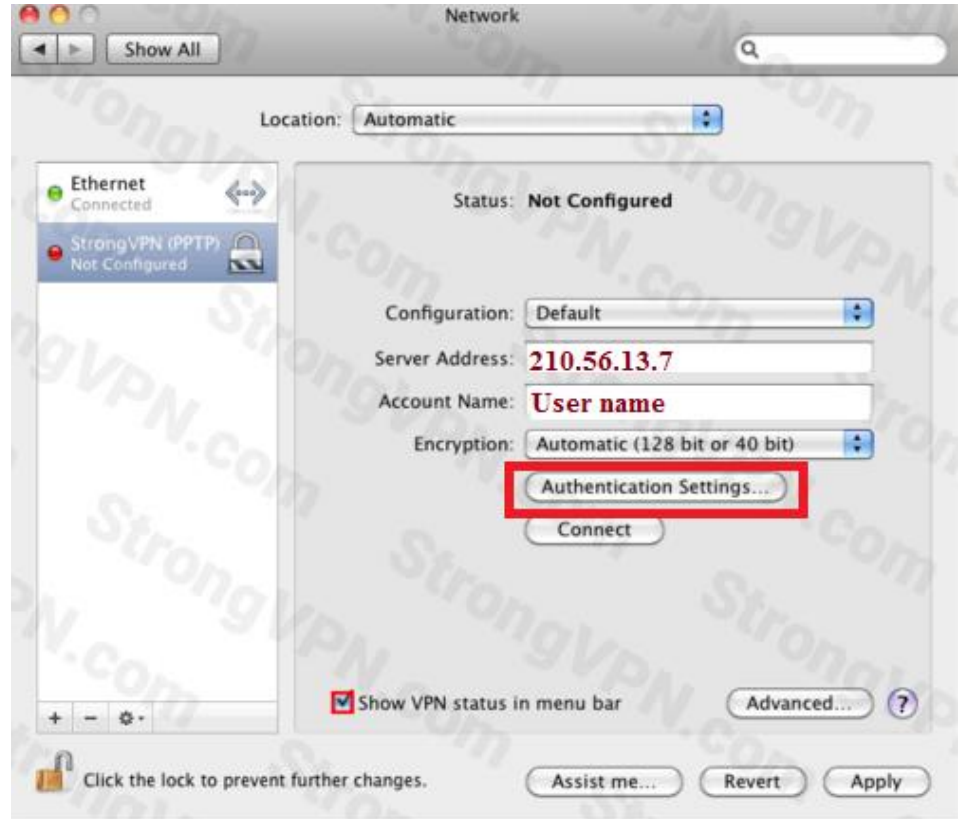 Network
Show All
Location: Automatic
Ethernet
Connected
StrongVPN (PPTP)
Not Configured
Status: Not Configured
Configuration: Default
Server Address: 210.56.13.7
Account Name: User name
Encryption: Automatic (128 bit or 40 bit)
Authentication Settings...
Connect
Show VPN status in menu bar
Advanced... ?
Click the lock to prevent further changes.
Assist me... Revert Apply
StrongVPN.com